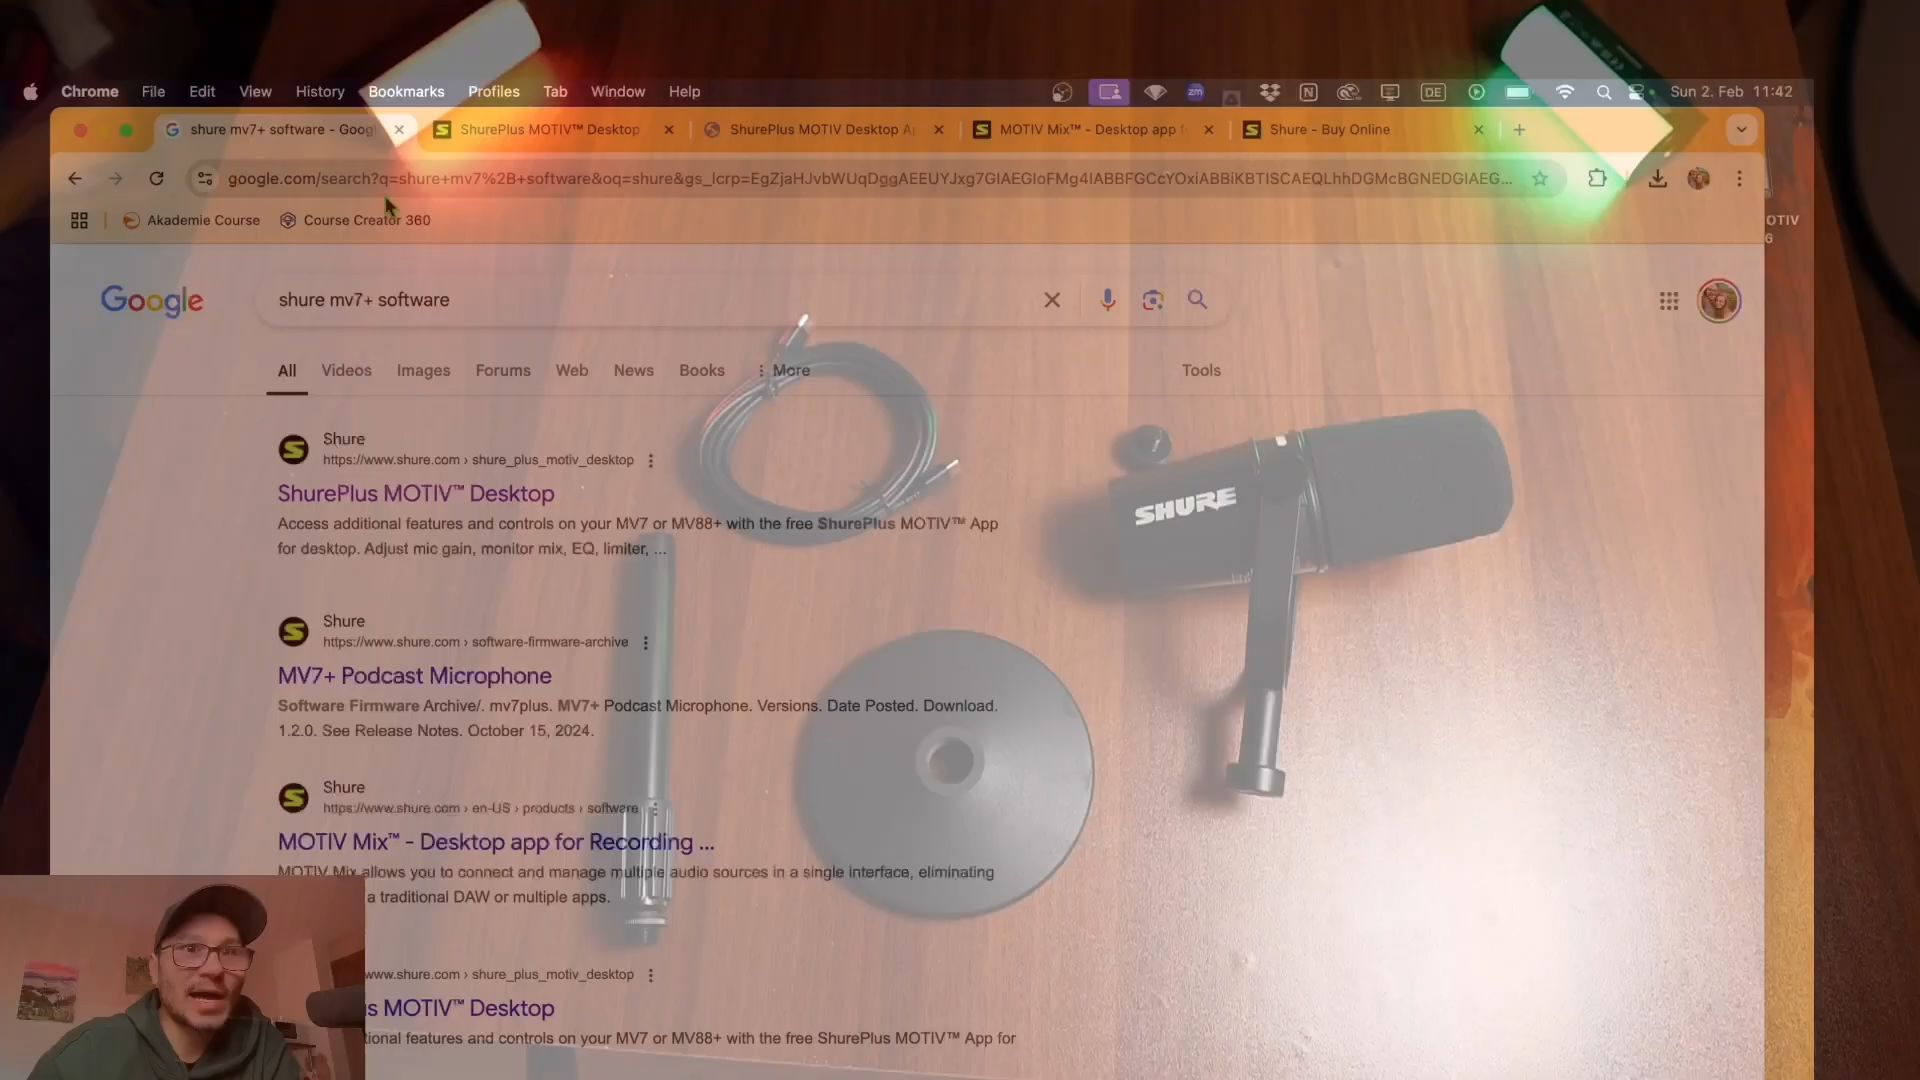 Chrome File Edit View History Bookmarks Profiles Tab Window Help zm N DE Sun 2. Feb 11:42
shure mv7+ software - Goog ShurePlus MOTIV™ Desktop ShurePlus MOTIV Desktop A MOTIV Mix™ - Desktop app f Shure - Buy Online
google.com/search?q=shure+mv7%2B+software&oq=shure&gs_lcrp=EgZjaHJvbWUqDggAEEUYJxg7GIAEGIoFMg4IABBFGCcYOxiABBiKBTISCAEQLhhDGMcBGNEDGIAEG...
Akademie Course Course Creator 360
OTIV
6
Google shure mv7+ software
All Videos Images Forums Web News Books More Tools
Shure
https://www.shure.com › shure_plus_motiv_desktop
ShurePlus MOTIV™ Desktop
Access additional features and controls on your MV7 or MV88+ with the free ShurePlus MOTIV™ App
for desktop. Adjust mic gain, monitor mix, EQ, limiter, ...
SHURE
Shure
https://www.shure.com › software-firmware-archive
MV7+ Podcast Microphone
Software Firmware Archive/. mv7plus. MV7+ Podcast Microphone. Versions. Date Posted. Download.
1.2.0. See Release Notes. October 15, 2024.
Shure
https://www.shure.com › en-US › products › software
MOTIV Mix™ - Desktop app for Recording ...
MOTIV Mix allows you to connect and manage multiple audio sources in a single interface, eliminating
a traditional DAW or multiple apps.
www.shure.com › shure_plus_motiv_desktop
us MOTIV™ Desktop
tional features and controls on your MV7 or MV88+ with the free ShurePlus MOTIV™ App for